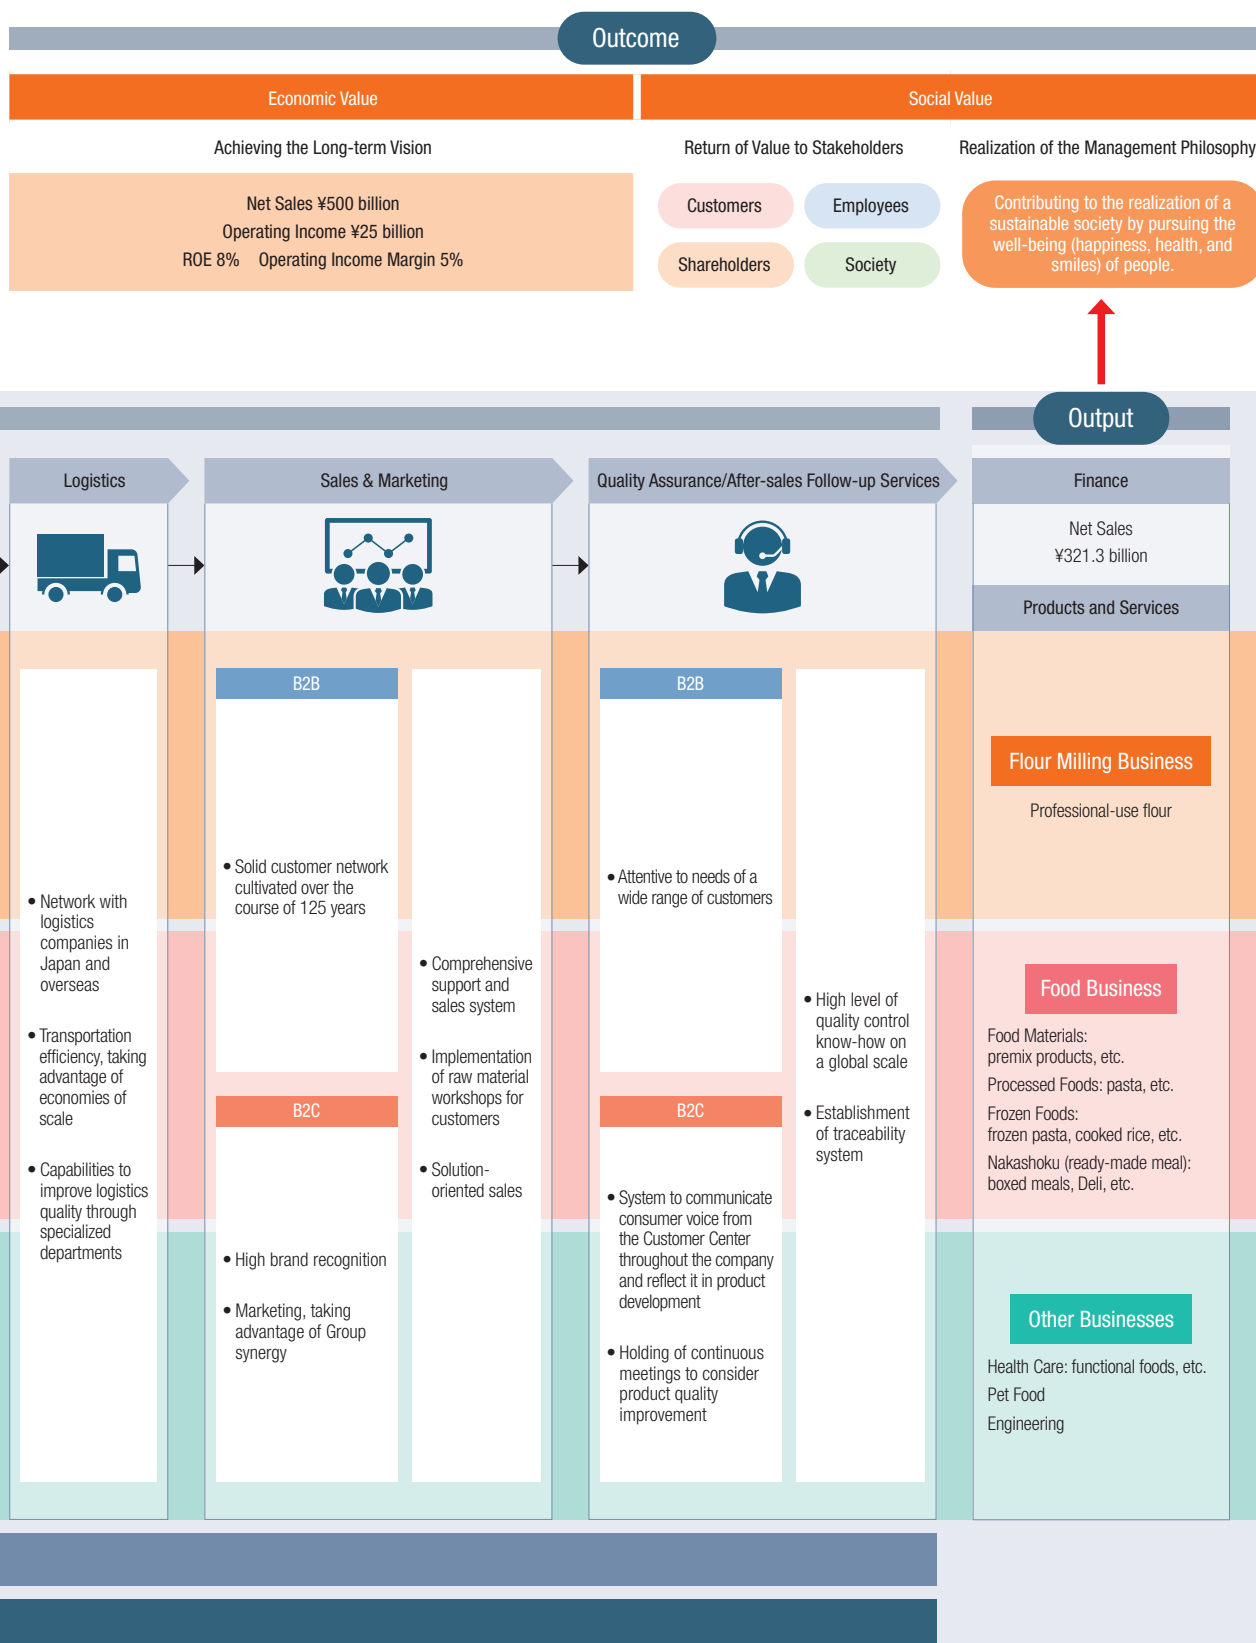 Outcome
Economic Value
Social Value
Achieving the Long-term Vision
Return of Value to Stakeholders
Realization of the Management Philosophy
Net Sales ¥500 billion
Operating Income ¥25 billion
ROE 8% Operating Income Margin 5%
Customers
Employees
Shareholders
Society
Contributing to the realization of a
sustainable society by pursuing the
well-being (happiness, health, and
smiles) of people.
Output
Logistics
Sales & Marketing
Quality Assurance/After-sales Follow-up Services
Finance
Net Sales
¥321.3 billion
Products and Services
• Network with
logistics
companies in
Japan and
overseas
• Transportation
efficiency, taking
advantage of
economies of
scale
• Capabilities to
improve logistics
quality through
specialized
departments
B2B
• Solid customer network
cultivated over the
course of 125 years
B2C
• High brand recognition
• Marketing, taking
advantage of Group
synergy
• Comprehensive
support and
sales system
• Implementation
of raw material
workshops for
customers
• Solution-
oriented sales
B2B
• Attentive to needs of a
wide range of customers
B2C
• System to communicate
consumer voice from
the Customer Center
throughout the company
and reflect it in product
development
• Holding of continuous
meetings to consider
product quality
improvement
• High level of
quality control
know-how on
a global scale
• Establishment
of traceability
system
Flour Milling Business
Professional-use flour
Food Business
Food Materials:
premix products, etc.
Processed Foods: pasta, etc.
Frozen Foods:
frozen pasta, cooked rice, etc.
Nakashoku (ready-made meal):
boxed meals, Deli, etc.
Other Businesses
Health Care: functional foods, etc.
Pet Food
Engineering